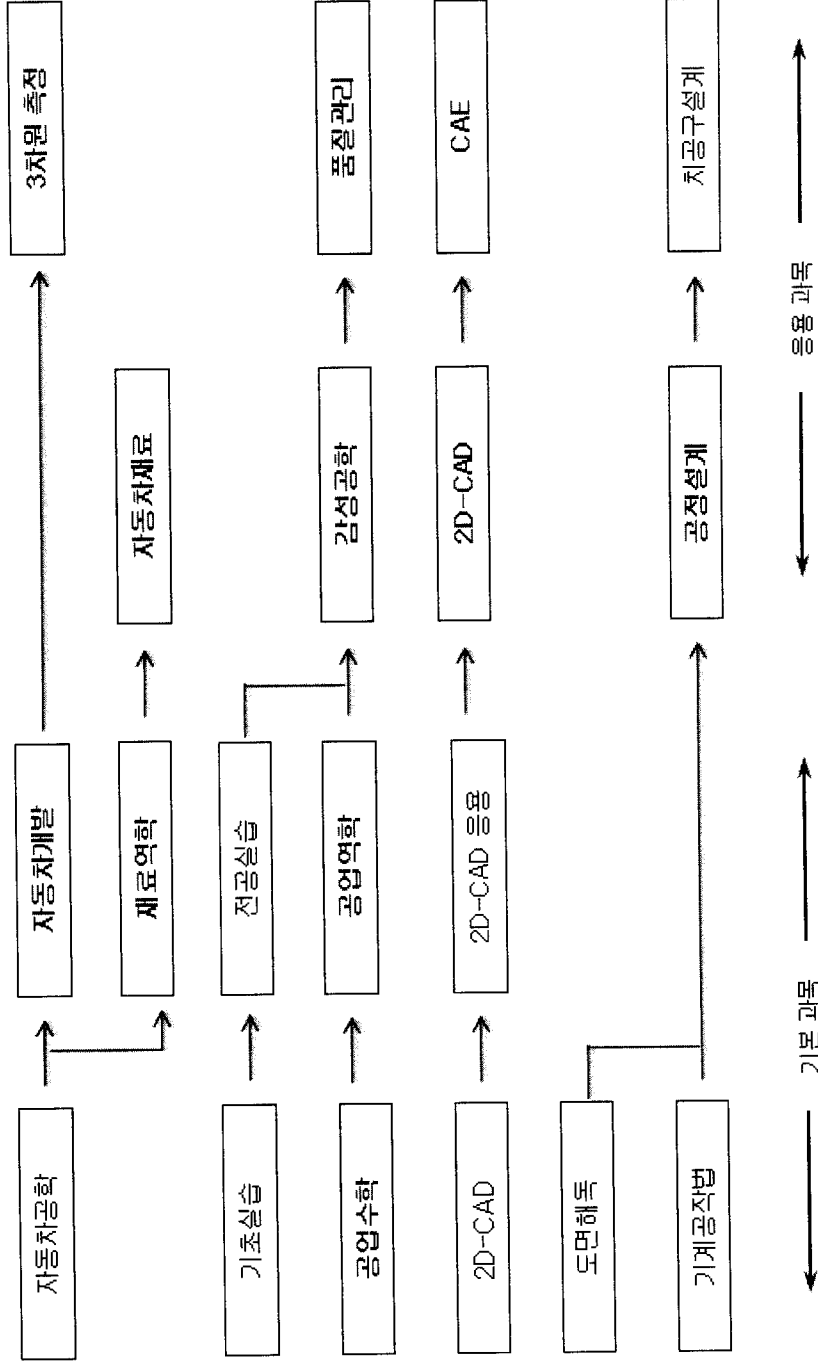 자동차공학
자동차개발
3차원 측정
재료역학
자동차재료
기초실습
전공실습
공업수학
공업역학
감성공학
품질관리
2D-CAD
2D-CAD 응용
2D-CAD
CAE
도면해독
기계공작법
공정설계
치공구설계
기본 과목
응용 과목